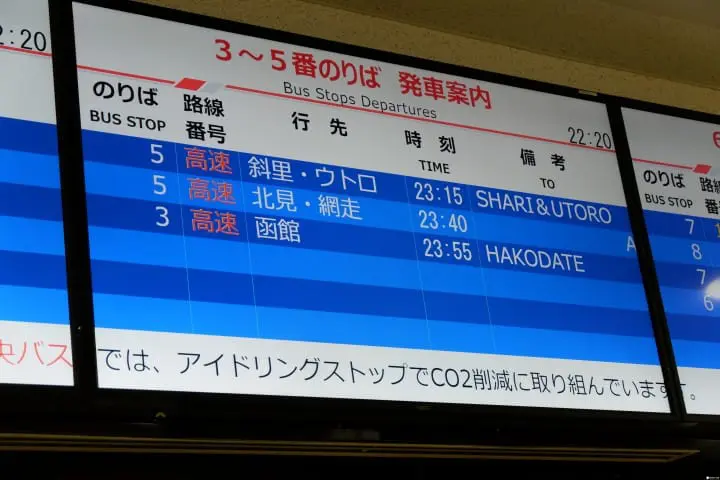 2:20
3～5番のりば 発車案内
Bus Stops Departures
22:20
のりば 路線番号 行先 時刻 備考
BUS STOP TIME TO
5 高速 斜里・ウトロ 23:15 SHARI&UTORO
5 高速 北見・網走 23:40 A
3 高速 函館 23:55 HAKODATE
央バス では、アイドリングストップでCO2削減に取り組んでいます。
のりば 路線
BUS STOP 番
7
8
7
6